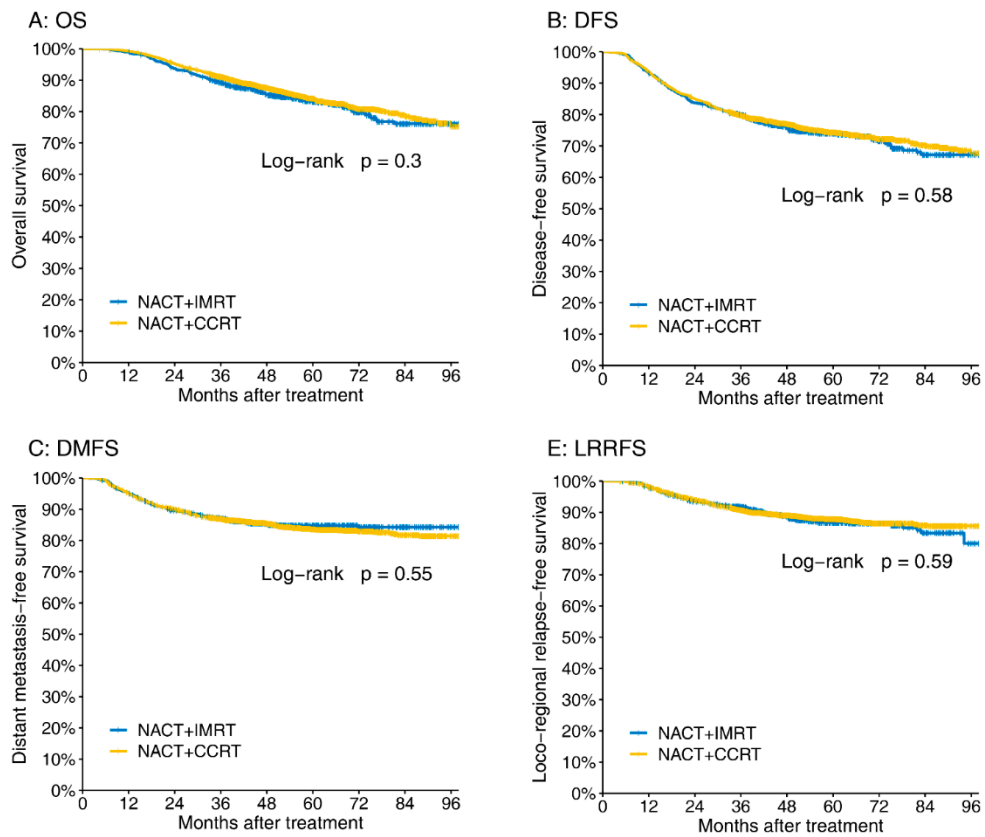 A: OS
Overall survival
100%
90%
80%
70%
60%
50%
40%
30%
20%
10%
0%
Log-rank p = 0.3
NACT+IMRT
NACT+CCRT
0 12 24 36 48 60 72 84 96
Months after treatment
B: DFS
Disease-free survival
100%
90%
80%
70%
60%
50%
40%
30%
20%
10%
0%
Log-rank p = 0.58
NACT+IMRT
NACT+CCRT
0 12 24 36 48 60 72 84 96
Months after treatment
C: DMFS
Distant metastasis-free survival
100%
90%
80%
70%
60%
50%
40%
30%
20%
10%
0%
Log-rank p = 0.55
NACT+IMRT
NACT+CCRT
0 12 24 36 48 60 72 84 96
Months after treatment
E: LRRFS
Loco-regional relapse-free survival
100%
90%
80%
70%
60%
50%
40%
30%
20%
10%
0%
Log-rank p = 0.59
NACT+IMRT
NACT+CCRT
0 12 24 36 48 60 72 84 96
Months after treatment